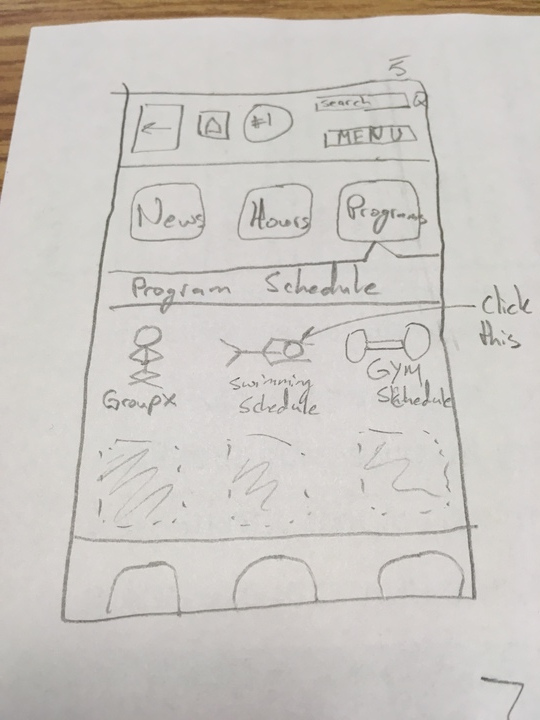 5
search
#1
MENU
News Hours Programs
Program Schedule
click
this
GroupX
Swimming
Schedule
GYM
Schedule
7